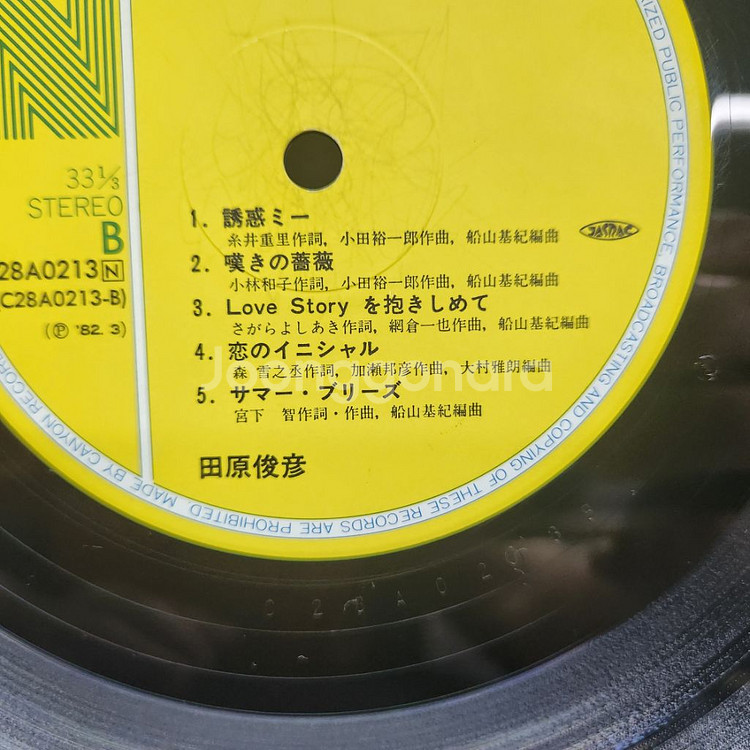 33 1/3
STEREO
B
28A0213 N
C28A0213-B)
(Ⓟ '82. 3)
1. 誘惑ミー
糸井重里作詞, 小田裕一郎作曲, 船山基紀編曲
2. 嘆きの薔薇
小林和子作詞, 小田裕一郎作曲, 船山基紀編曲
3. Love Story を抱きしめて
さがらよしあき作詞, 網倉一也作曲, 船山基紀編曲
4. 恋のイニシャル
森 雪之丞作詞, 加瀬邦彦作曲, 大村雅朗編曲
5. サマー・ブリーズ
宮下 智作詞・作曲, 船山基紀編曲
田原俊彦
JASRAC
PUBLIC PERFORMANCE, BROADCASTING AND COPYING OF THESE RECORDS ARE PROHIBITED. MADE BY CANYON RECORDS
Joonggonara